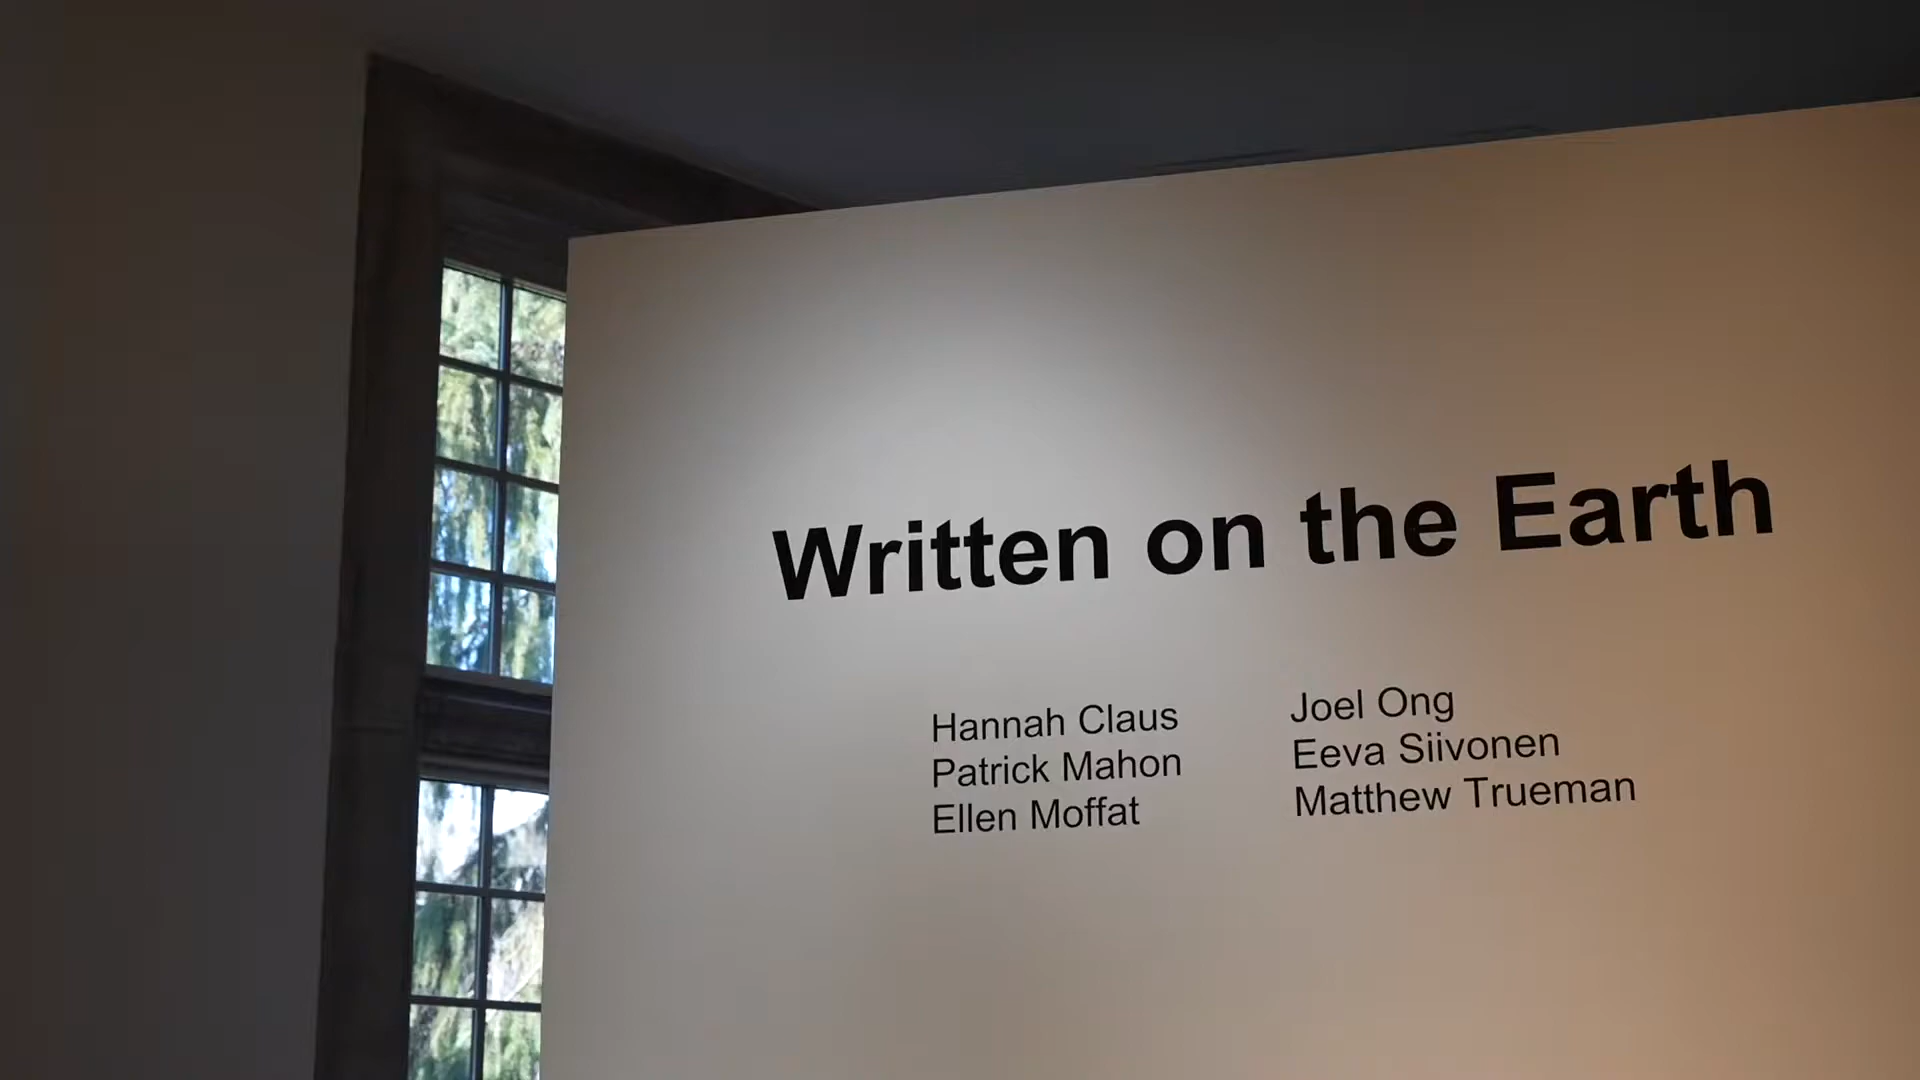 Written on the Earth
Hannah Claus
Patrick Mahon
Ellen Moffat
Joel Ong
Eeva Siivonen
Matthew Trueman